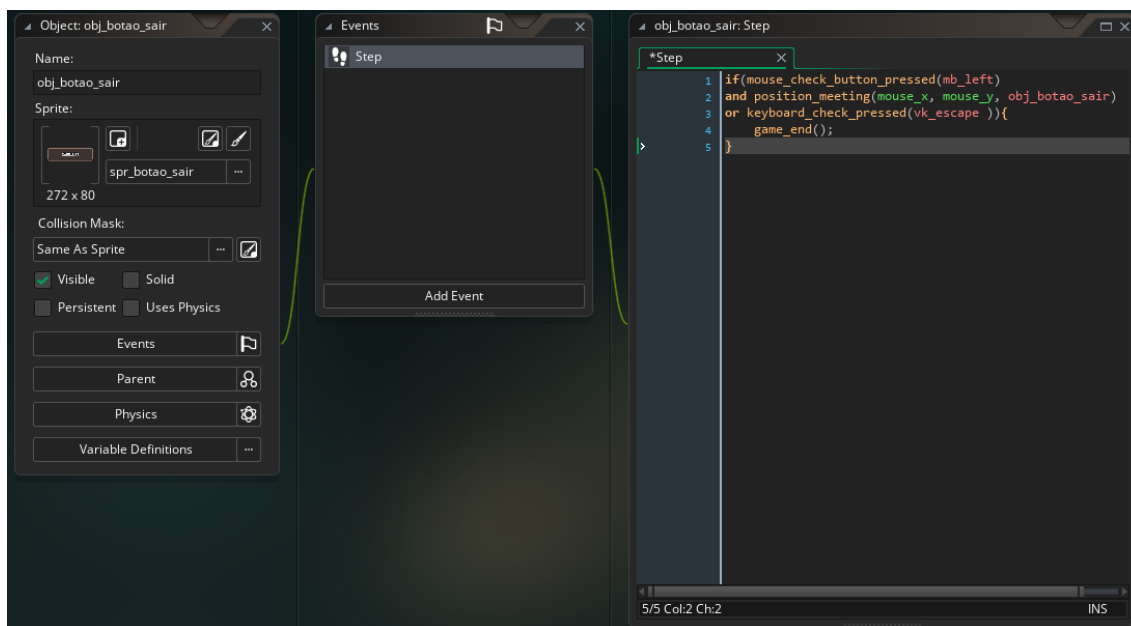 Object: obj_botao_sair
Name:
obj_botao_sair
Sprite:
spr_botao_sair
...
272 x 80
Collision Mask:
Same As Sprite
...
Visible
Solid
Persistent
Uses Physics
Events
Parent
Physics
Variable Definitions
...
Events
Step
Add Event
obj_botao_sair: Step
*Step
1 if(mouse_check_button_pressed(mb_left)
2 and position_meeting(mouse_x, mouse_y, obj_botao_sair)
3 or keyboard_check_pressed(vk_escape )){
4     game_end();
5 }
5/5 Col:2 Ch:2
INS